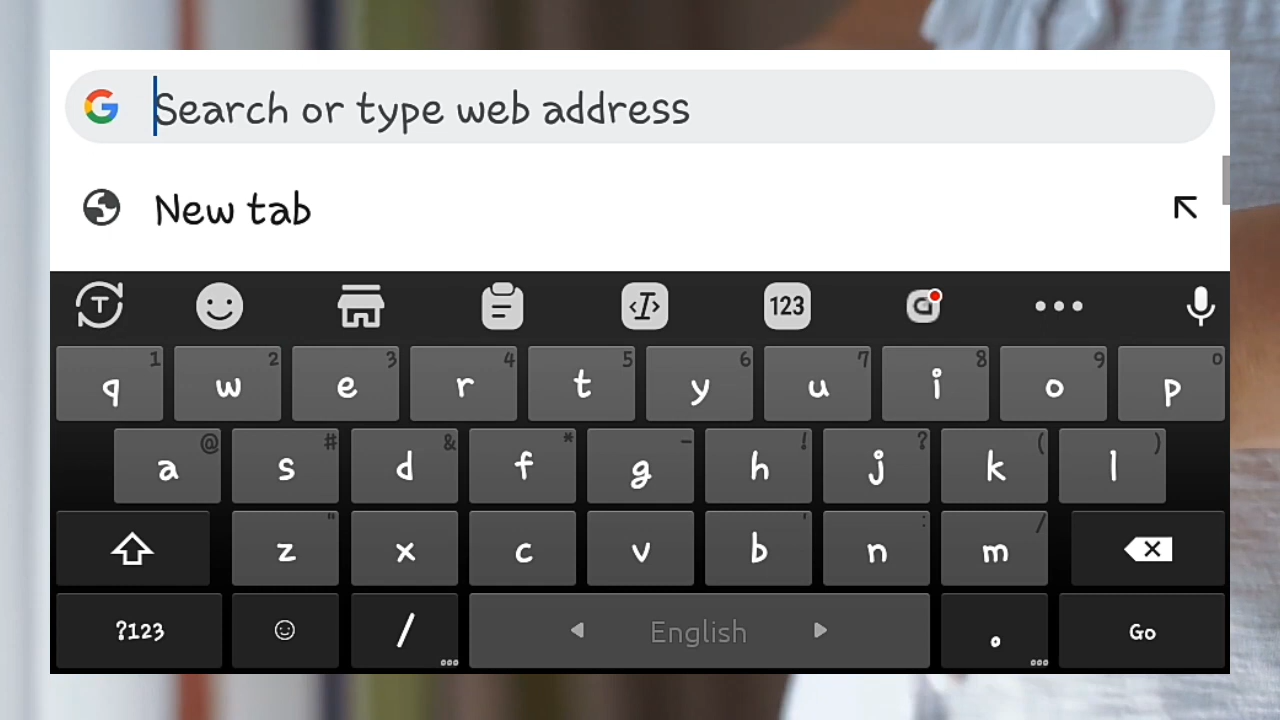 Search or type web address
New tab
T 123
1 2 3 4 5 6 7 8 9 0
q w e r t y u i o p
@ # & * - ! ? ( )
a s d f g h j k l
" ' : /
z x c v b n m
?123 / English . Go